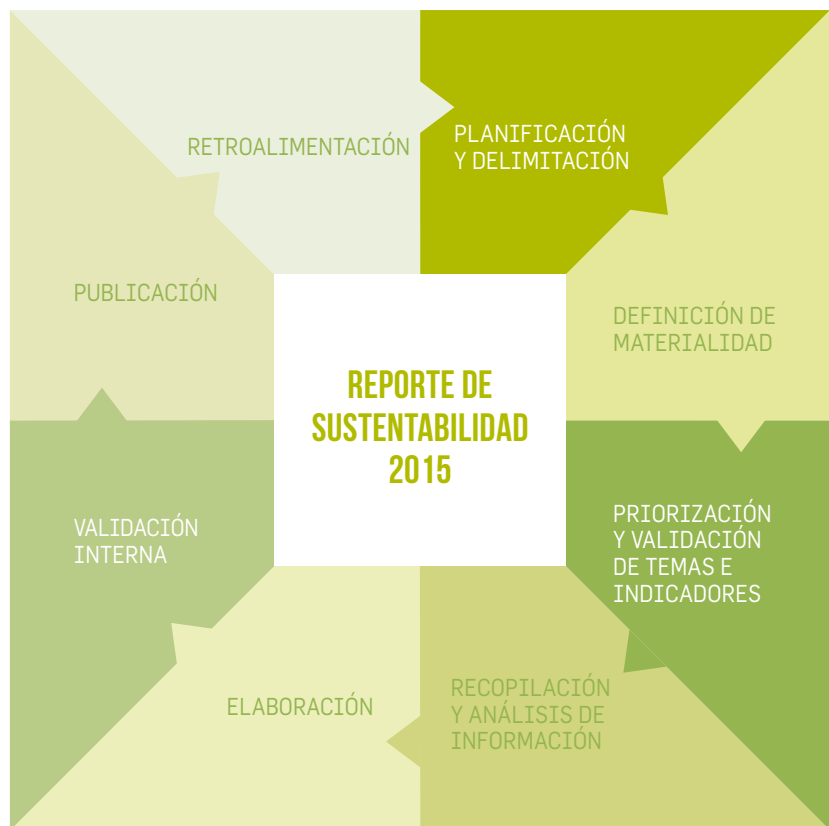 RETROALIMENTACIÓN
PLANIFICACIÓN
Y DELIMITACIÓN
PUBLICACIÓN
DEFINICIÓN DE
MATERIALIDAD
REPORTE DE
SUSTENTABILIDAD
2015
VALIDACIÓN
INTERNA
PRIORIZACIÓN
Y VALIDACIÓN
DE TEMAS E
INDICADORES
ELABORACIÓN
RECOPILACIÓN
Y ANÁLISIS DE
INFORMACIÓN